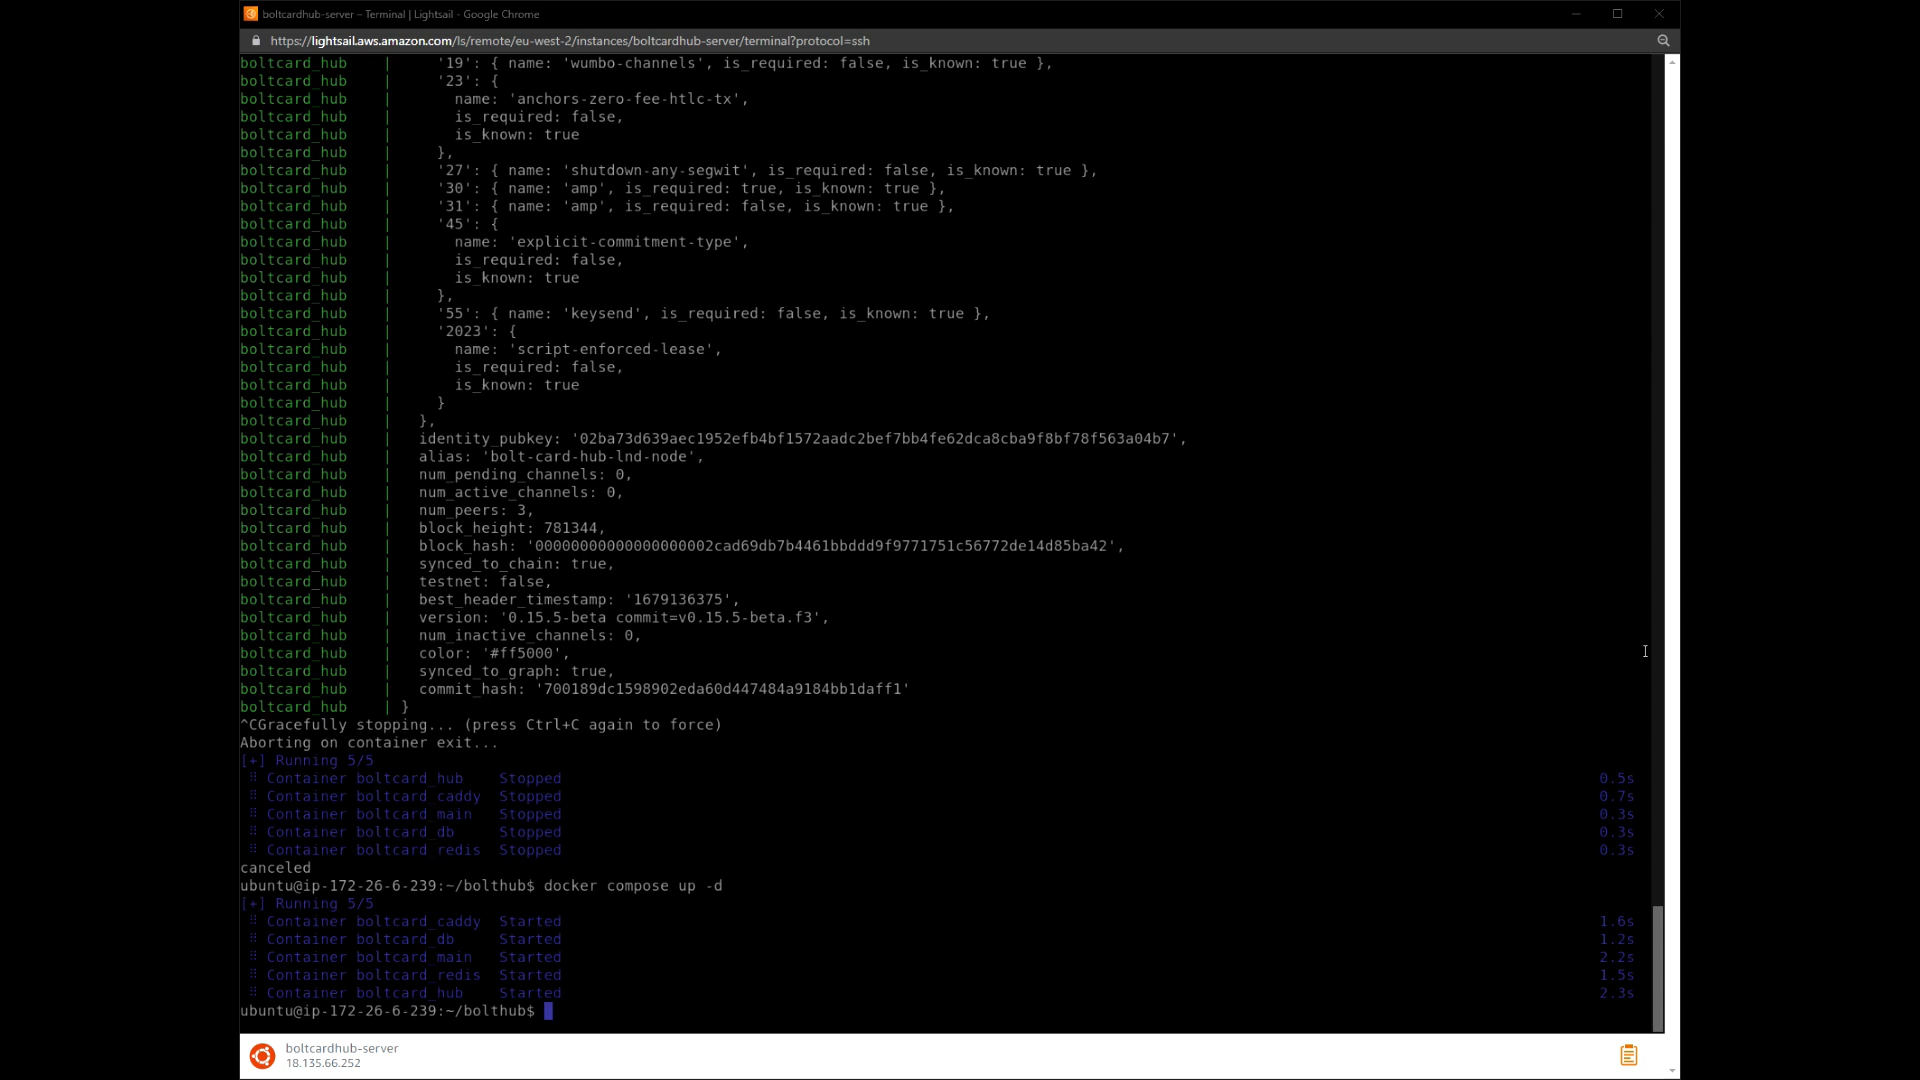 boltcardhub-server – Terminal | Lightsail - Google Chrome
https://lightsail.aws.amazon.com/ls/remote/eu-west-2/instances/boltcardhub-server/terminal?protocol=ssh
boltcard_hub | '19': { name: 'wumbo-channels', is_required: false, is_known: true },
boltcard_hub | '23': {
boltcard_hub | name: 'anchors-zero-fee-htlc-tx',
boltcard_hub | is_required: false,
boltcard_hub | is_known: true
boltcard_hub | },
boltcard_hub | '27': { name: 'shutdown-any-segwit', is_required: false, is_known: true },
boltcard_hub | '30': { name: 'amp', is_required: true, is_known: true },
boltcard_hub | '31': { name: 'amp', is_required: false, is_known: true },
boltcard_hub | '45': {
boltcard_hub | name: 'explicit-commitment-type',
boltcard_hub | is_required: false,
boltcard_hub | is_known: true
boltcard_hub | },
boltcard_hub | '55': { name: 'keysend', is_required: false, is_known: true },
boltcard_hub | '2023': {
boltcard_hub | name: 'script-enforced-lease',
boltcard_hub | is_required: false,
boltcard_hub | is_known: true
boltcard_hub | }
boltcard_hub | },
boltcard_hub | identity_pubkey: '02ba73d639aec1952efb4bf1572aadc2bef7bb4fe62dca8cba9f8bf78f563a04b7',
boltcard_hub | alias: 'bolt-card-hub-lnd-node',
boltcard_hub | num_pending_channels: 0,
boltcard_hub | num_active_channels: 0,
boltcard_hub | num_peers: 3,
boltcard_hub | block_height: 781344,
boltcard_hub | block_hash: '00000000000000000002cad69db7b4461bbddd9f9771751c56772de14d85ba42',
boltcard_hub | synced_to_chain: true,
boltcard_hub | testnet: false,
boltcard_hub | best_header_timestamp: '1679136375',
boltcard_hub | version: '0.15.5-beta commit=v0.15.5-beta.f3',
boltcard_hub | num_inactive_channels: 0,
boltcard_hub | color: '#ff5000',
boltcard_hub | synced_to_graph: true,
boltcard_hub | commit_hash: '700189dc1598902eda60d447484a9184bb1daff1'
boltcard_hub | }
^CGracefully stopping... (press Ctrl+C again to force)
Aborting on container exit...
[+] Running 5/5
⠿ Container boltcard_hub Stopped 0.5s
⠿ Container boltcard_caddy Stopped 0.7s
⠿ Container boltcard_main Stopped 0.3s
⠿ Container boltcard_db Stopped 0.3s
⠿ Container boltcard_redis Stopped 0.3s
canceled
ubuntu@ip-172-26-6-239:~/bolthub$ docker compose up -d
[+] Running 5/5
⠿ Container boltcard_caddy Started 1.6s
⠿ Container boltcard_db Started 1.2s
⠿ Container boltcard_main Started 2.2s
⠿ Container boltcard_redis Started 1.5s
⠿ Container boltcard_hub Started 2.3s
ubuntu@ip-172-26-6-239:~/bolthub$
boltcardhub-server
18.135.66.252